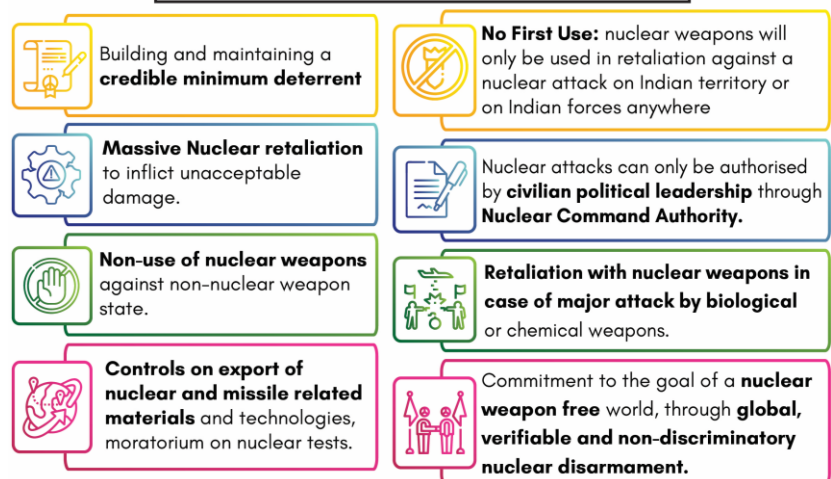 Building and maintaining a
credible minimum deterrent
No First Use: nuclear weapons will
only be used in retaliation against a
nuclear attack on Indian territory or
on Indian forces anywhere
Massive Nuclear retaliation
to inflict unacceptable
damage.
Nuclear attacks can only be authorised
by civilian political leadership through
Nuclear Command Authority.
Non-use of nuclear weapons
against non-nuclear weapon
state.
Retaliation with nuclear weapons in
case of major attack by biological
or chemical weapons.
Controls on export of
nuclear and missile related
materials and technologies,
moratorium on nuclear tests.
Commitment to the goal of a nuclear
weapon free world, through global,
verifiable and non-discriminatory
nuclear disarmament.